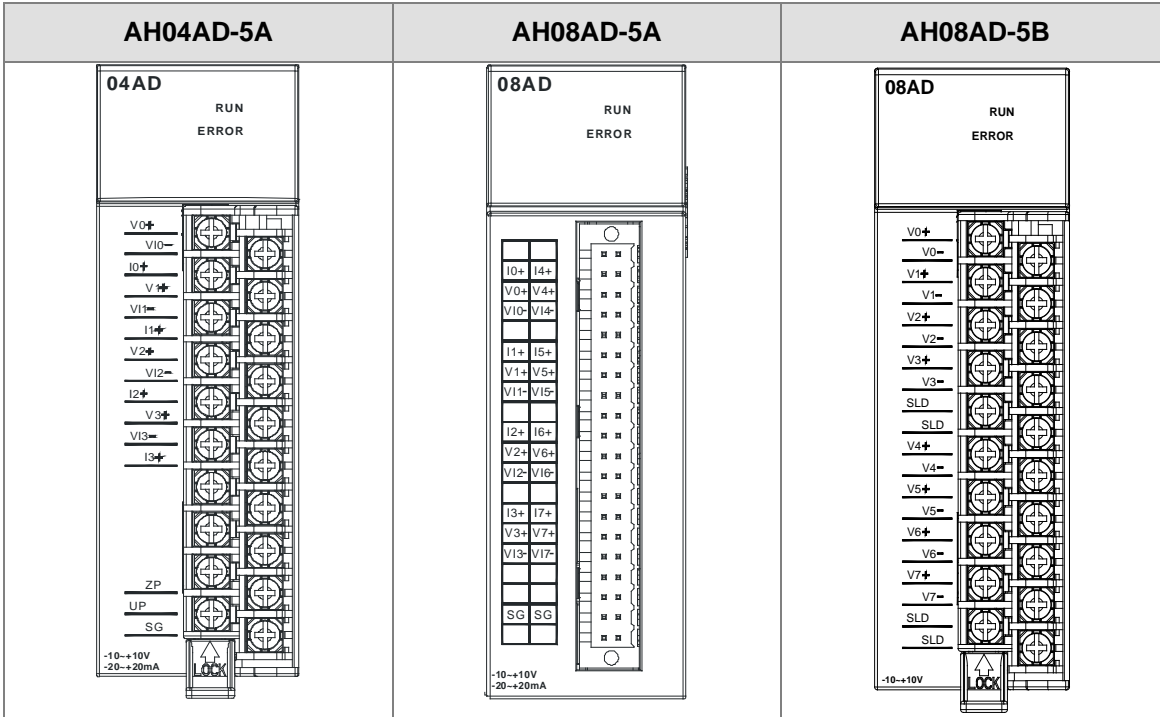 AH04AD-5A
AH08AD-5A
AH08AD-5B
04AD
RUN
ERROR
V0+
VI0-
I0+
V1+
VI1-
I1+
V2+
VI2-
I2+
V3+
VI3-
I3+
ZP
UP
SG
-10~+10V
-20~+20mA
LOCK
08AD
RUN
ERROR
I0+ I4+
V0+ V4+
VI0- VI4-
I1+ I5+
V1+ V5+
VI1- VI5-
I2+ I6+
V2+ V6+
VI2- VI6-
I3+ I7+
V3+ V7+
VI3- VI7-
SG SG
-10~+10V
-20~+20mA
08AD
RUN
ERROR
V0+
V0-
V1+
V1-
V2+
V2-
V3+
V3-
SLD
SLD
V4+
V4-
V5+
V5-
V6+
V6-
V7+
V7-
SLD
SLD
-10~+10V
LOCK